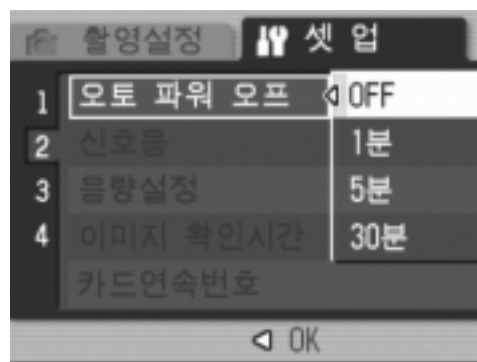 촬영설정 셋 업
1 오토 파워 오프 OFF
2 신호음 1분
3 음량설정 5분
4 이미지 확인시간 30분
카드연속번호
OK